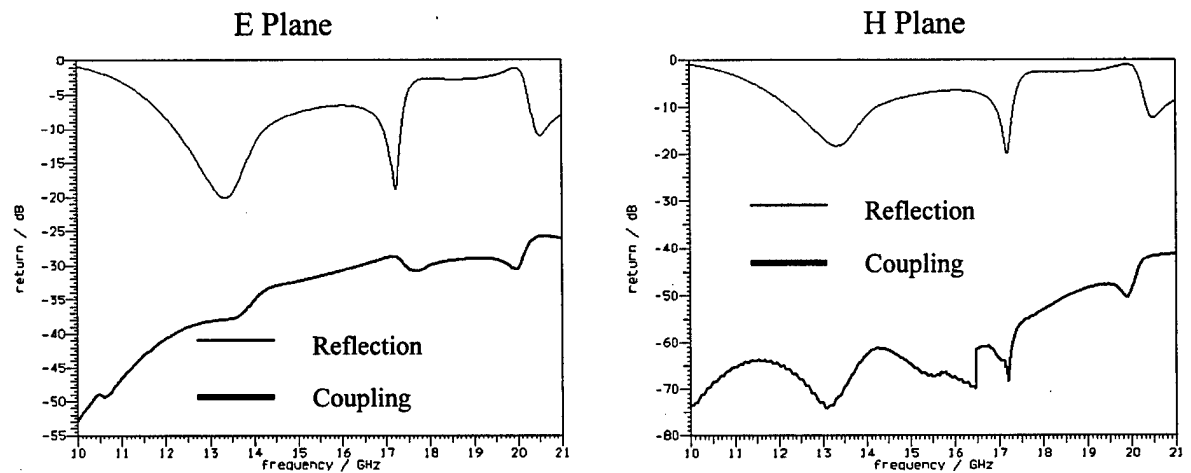 E Plane
0
-5
-10
-15
-20
-25
-30
-35
-40
-45
-50
-55
return / dB
Reflection
Coupling
10 11 12 13 14 15 16 17 18 19 20 21
frequency / GHz
H Plane
0
-10
-20
-30
-40
-50
-60
-70
-80
return / dB
Reflection
Coupling
10 11 12 13 14 15 16 17 18 19 20 21
frequency / GHz